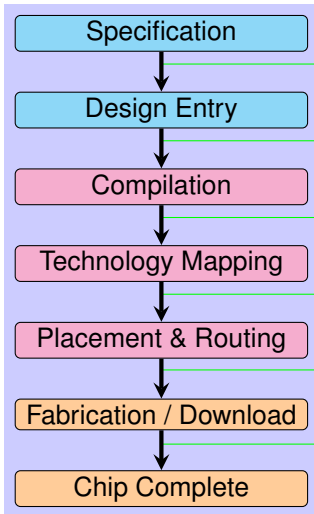 Specification
Design Entry
Compilation
Technology Mapping
Placement & Routing
Fabrication / Download
Chip Complete